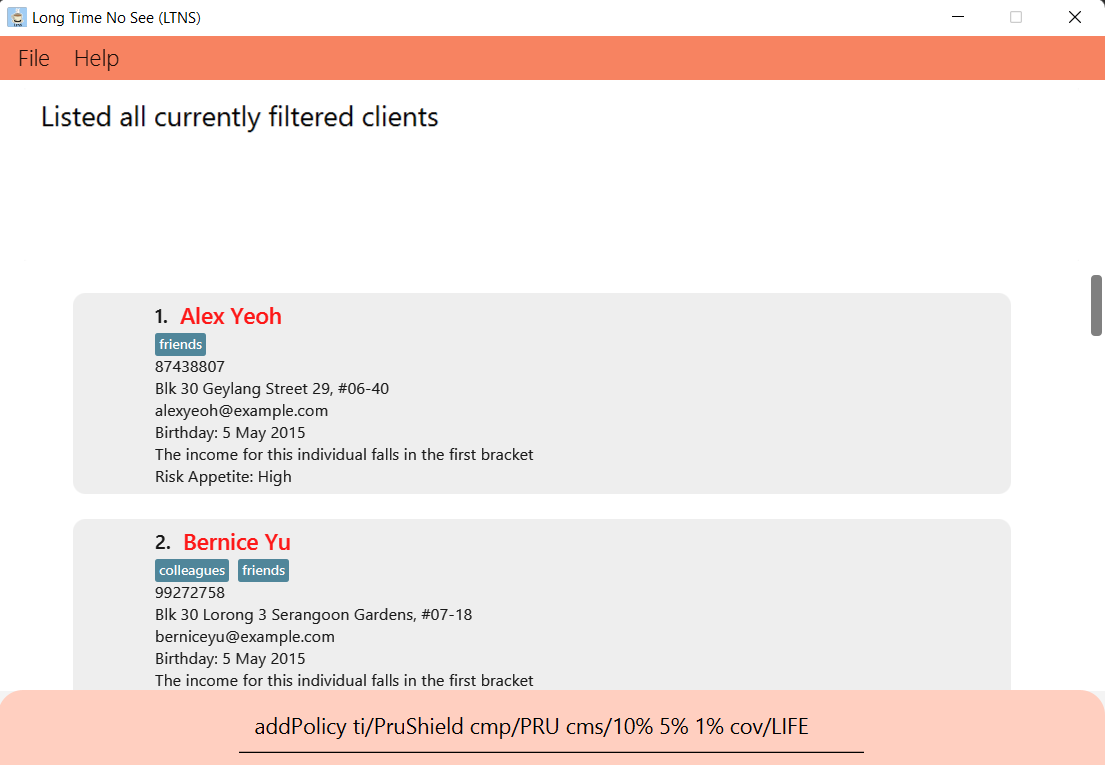 Long Time No See (LTNS)
File Help
Listed all currently filtered clients
1. Alex Yeoh
friends
87438807
Blk 30 Geylang Street 29, #06-40
alexyeoh@example.com
Birthday: 5 May 2015
The income for this individual falls in the first bracket
Risk Appetite: High
2. Bernice Yu
colleagues friends
99272758
Blk 30 Lorong 3 Serangoon Gardens, #07-18
berniceyu@example.com
Birthday: 5 May 2015
The income for this individual falls in the first bracket
addPolicy ti/PruShield cmp/PRU cms/10% 5% 1% cov/LIFE